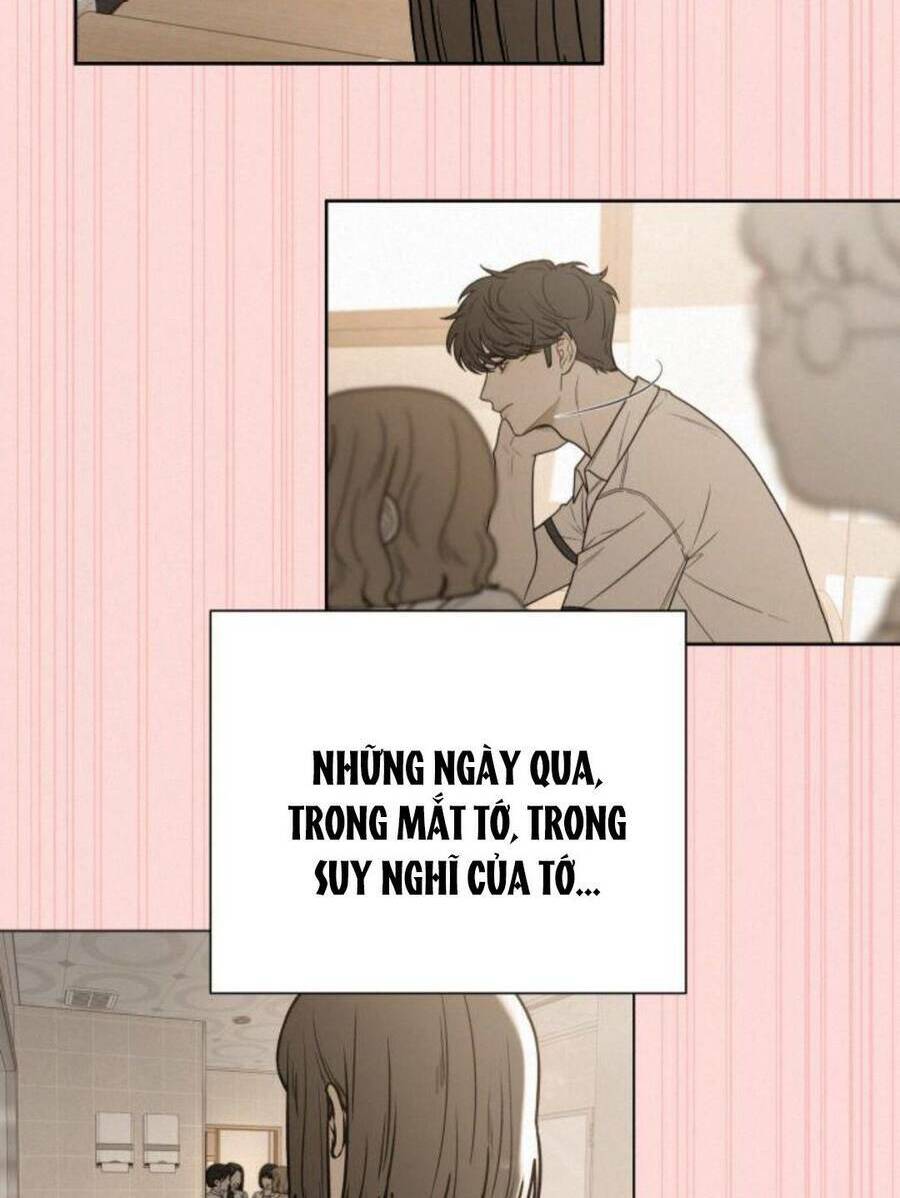 NHỮNG NGÀY QUA,
TRONG MẮT TỚ, TRONG
SUY NGHĨ CỦA TỚ...